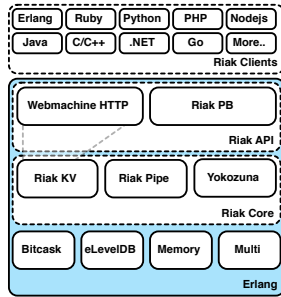 Erlang Ruby Python PHP Nodejs
Java C/C++ .NET Go More..
Riak Clients
Webmachine HTTP Riak PB
Riak API
Riak KV Riak Pipe Yokozuna
Riak Core
Bitcask eLevelDB Memory Multi
Erlang